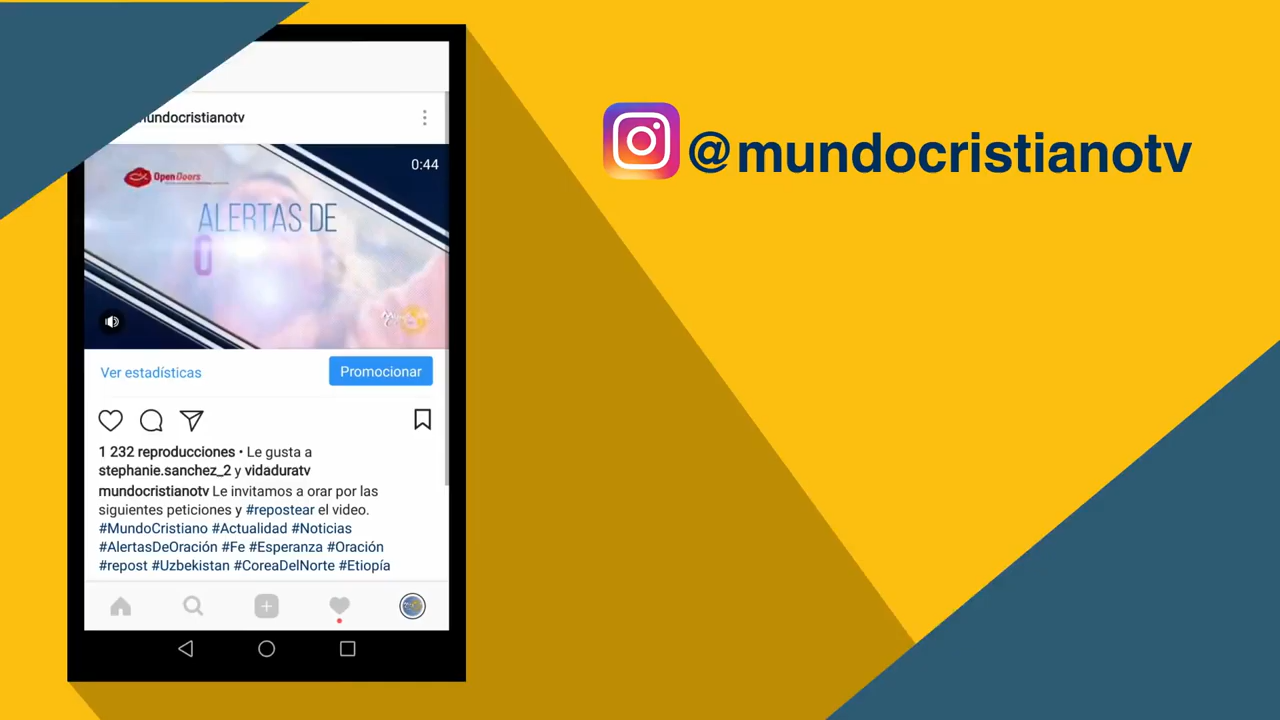 @mundocristianotv
mundocristianotv
0:44
OpenDoors
ALERTAS DE
O
Ver estadísticas
Promocionar
1 232 reproducciones • Le gusta a
stephanie.sanchez_2 y vidaduratv
mundocristianotv Le invitamos a orar por las
siguientes peticiones y #repostear el video.
#MundoCristiano #Actualidad #Noticias
#AlertasDeOración #Fe #Esperanza #Oración
#repost #Uzbekistan #CoreaDelNorte #Etiopía